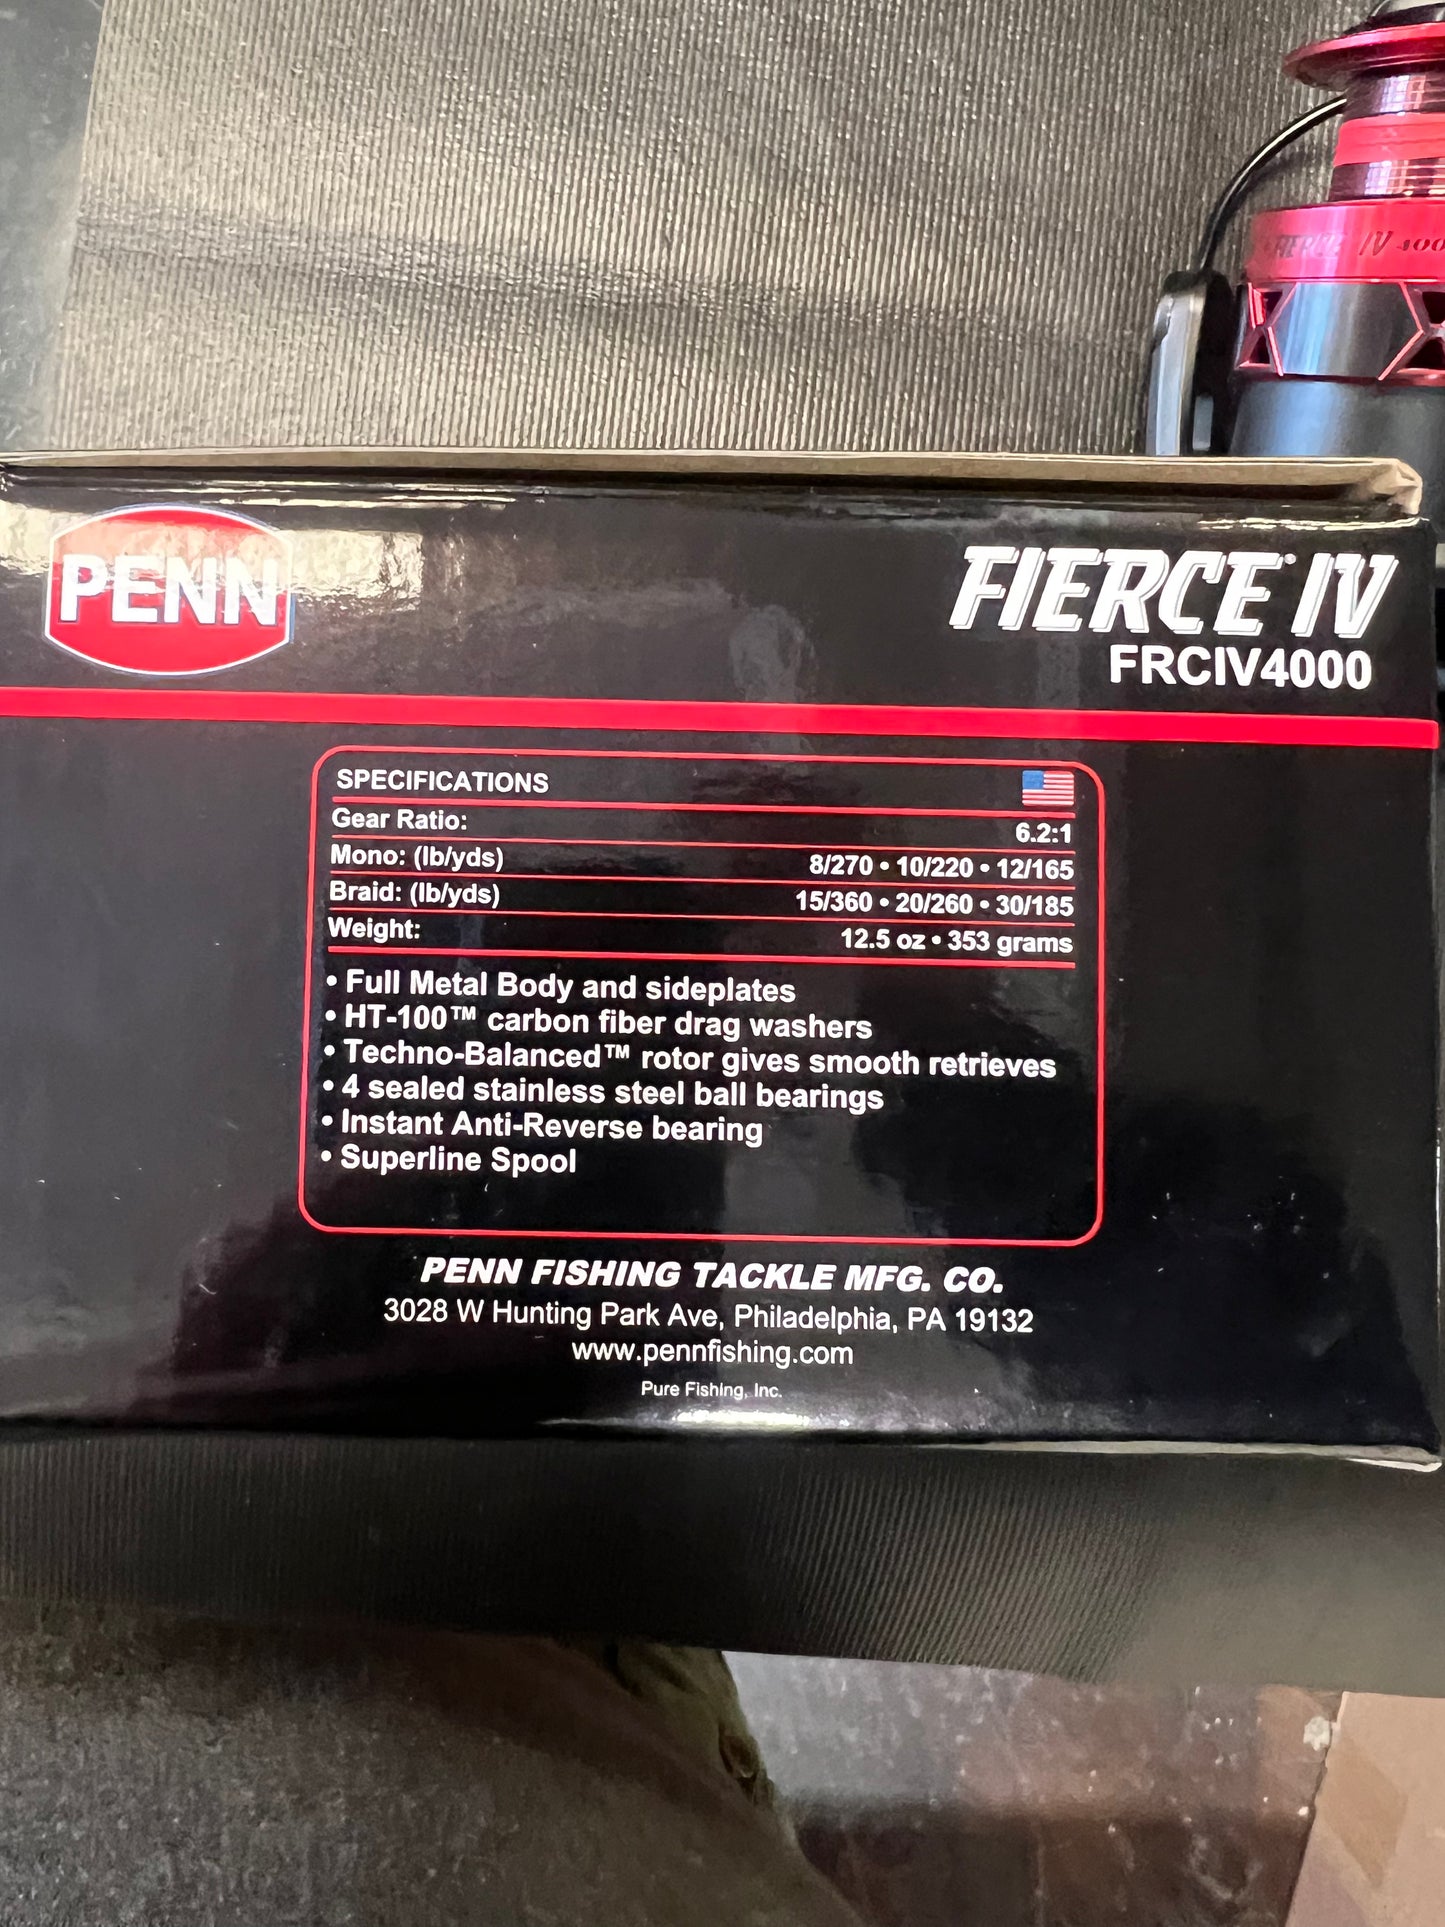 FIERCE IV 400
PENN
FIERCE® IV
FRCIV4000
SPECIFICATIONS
Gear Ratio: 6.2:1
Mono: (lb/yds) 8/270 • 10/220 • 12/165
Braid: (lb/yds) 15/360 • 20/260 • 30/185
Weight: 12.5 oz • 353 grams
• Full Metal Body and sideplates
• HT-100™ carbon fiber drag washers
• Techno-Balanced™ rotor gives smooth retrieves
• 4 sealed stainless steel ball bearings
• Instant Anti-Reverse bearing
• Superline Spool
PENN FISHING TACKLE MFG. CO.
3028 W Hunting Park Ave, Philadelphia, PA 19132
www.pennfishing.com
Pure Fishing, Inc.